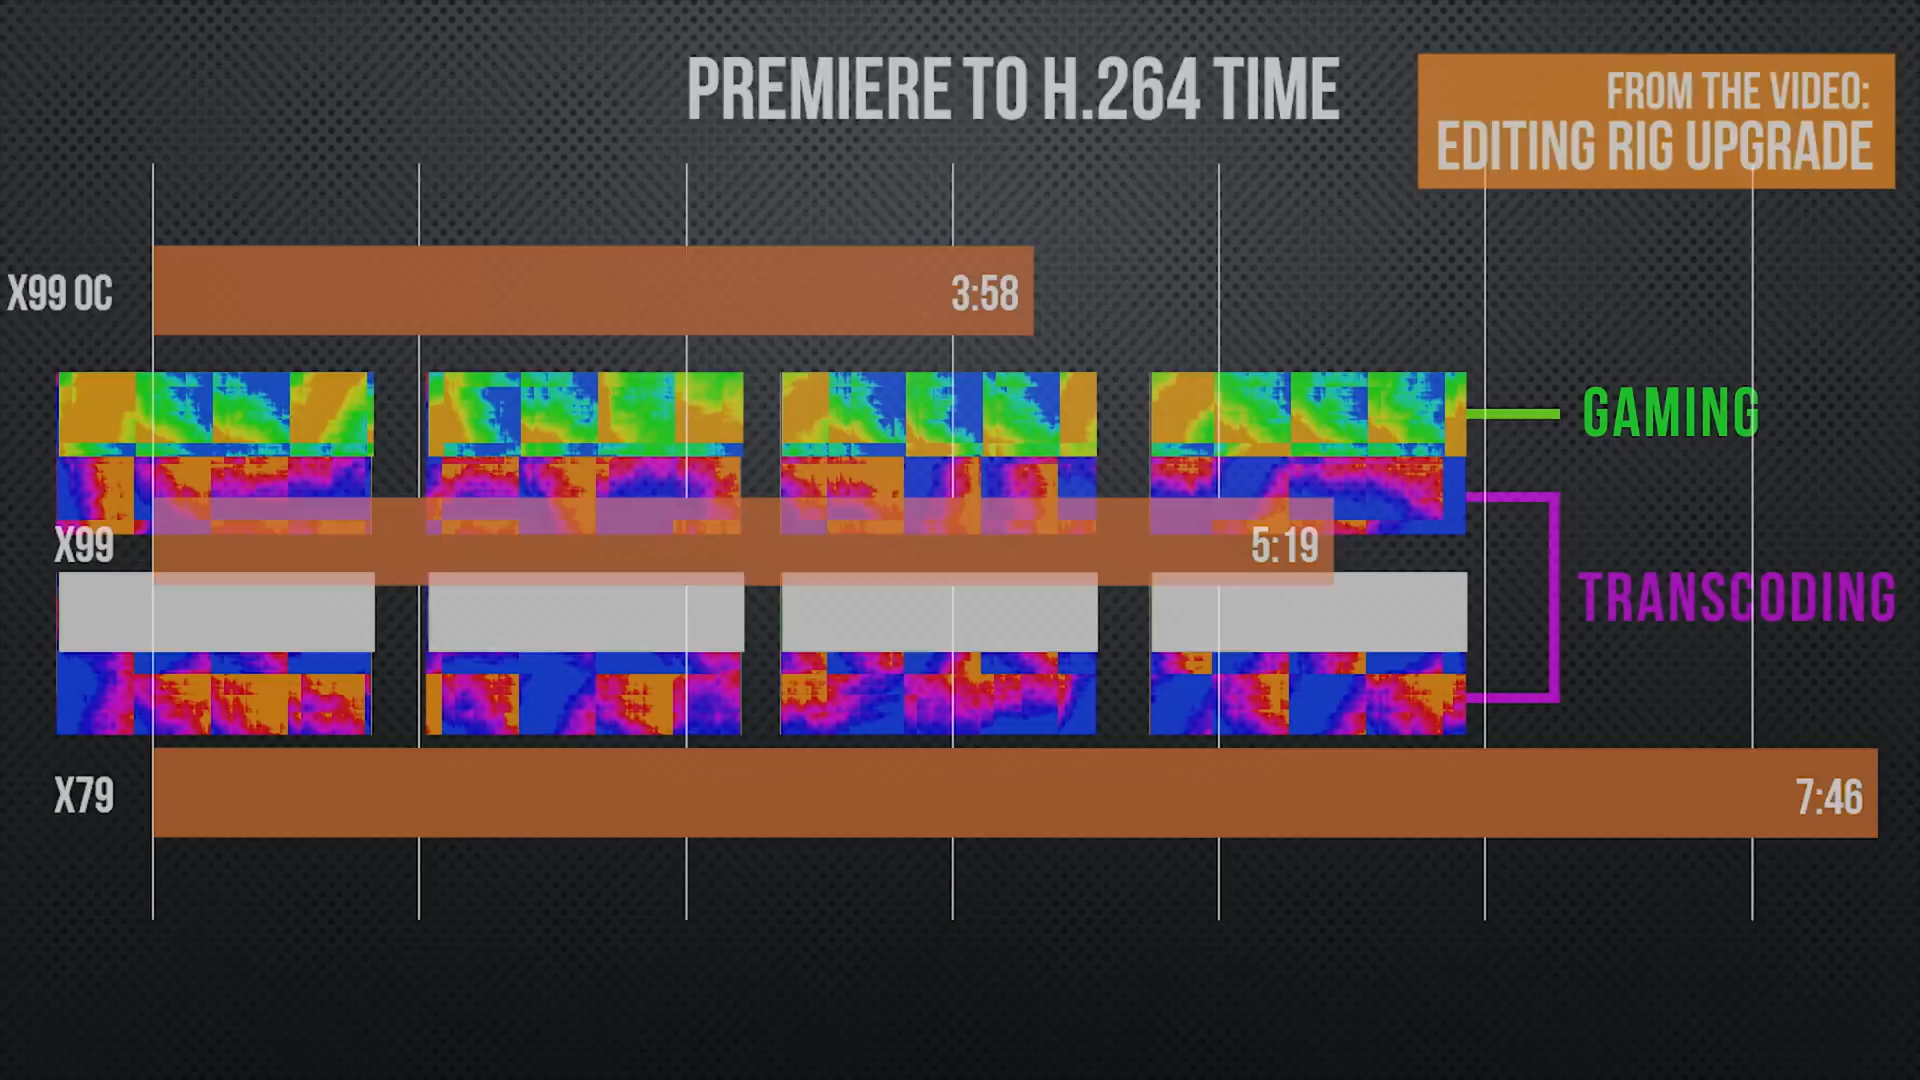 PREMIERE TO H.264 TIME
FROM THE VIDEO:
EDITING RIG UPGRADE
X99 OC
3:58
GAMING
X99
5:19
TRANSCODING
X79
7:46